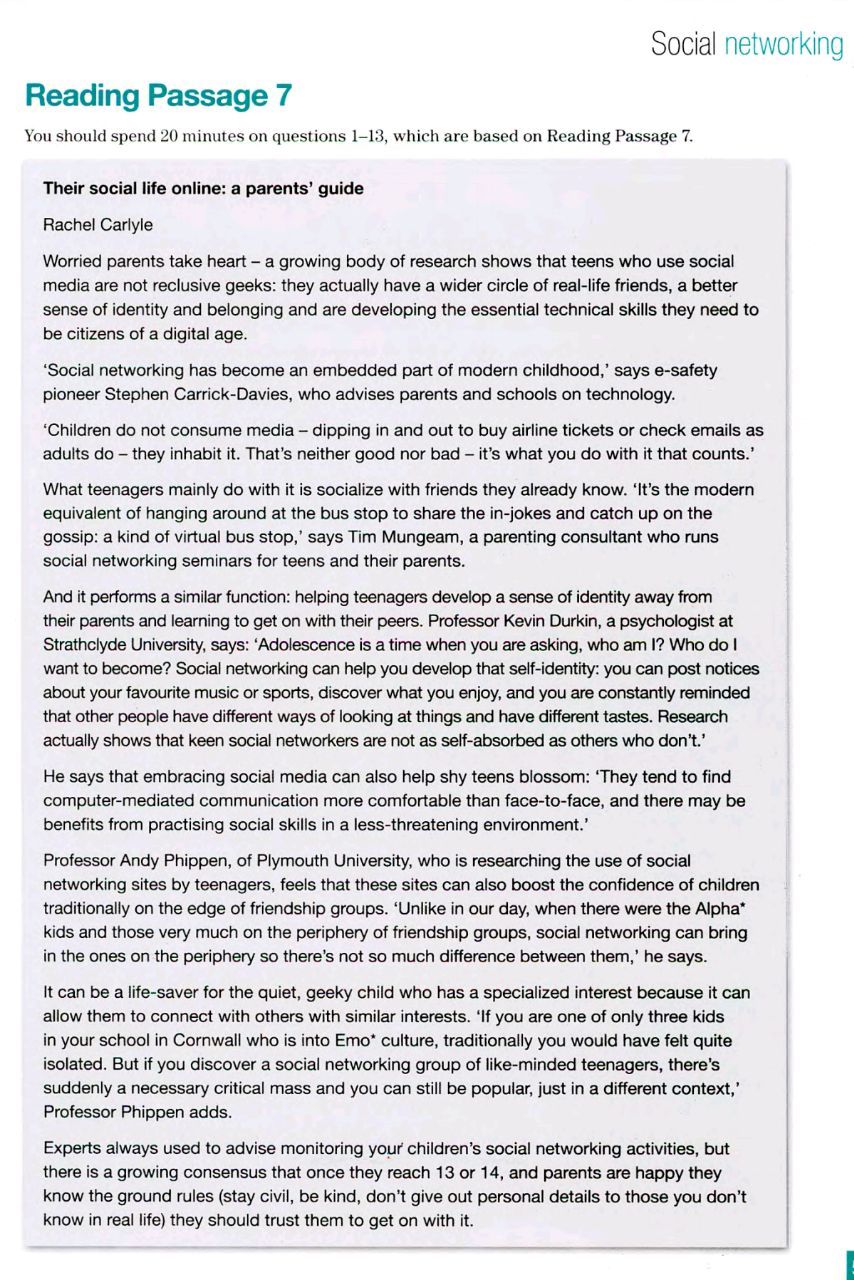 Social networking
Reading Passage 7
You should spend 20 minutes on questions 1–13, which are based on Reading Passage 7.
Their social life online: a parents' guide
Rachel Carlyle
Worried parents take heart – a growing body of research shows that teens who use social
media are not reclusive geeks: they actually have a wider circle of real-life friends, a better
sense of identity and belonging and are developing the essential technical skills they need to
be citizens of a digital age.
'Social networking has become an embedded part of modern childhood,' says e-safety
pioneer Stephen Carrick-Davies, who advises parents and schools on technology.
'Children do not consume media – dipping in and out to buy airline tickets or check emails as
adults do – they inhabit it. That's neither good nor bad – it's what you do with it that counts.'
What teenagers mainly do with it is socialize with friends they already know. 'It's the modern
equivalent of hanging around at the bus stop to share the in-jokes and catch up on the
gossip: a kind of virtual bus stop,' says Tim Mungeam, a parenting consultant who runs
social networking seminars for teens and their parents.
And it performs a similar function: helping teenagers develop a sense of identity away from
their parents and learning to get on with their peers. Professor Kevin Durkin, a psychologist at
Strathclyde University, says: 'Adolescence is a time when you are asking, who am I? Who do I
want to become? Social networking can help you develop that self-identity: you can post notices
about your favourite music or sports, discover what you enjoy, and you are constantly reminded
that other people have different ways of looking at things and have different tastes. Research
actually shows that keen social networkers are not as self-absorbed as others who don't.'
He says that embracing social media can also help shy teens blossom: 'They tend to find
computer-mediated communication more comfortable than face-to-face, and there may be
benefits from practising social skills in a less-threatening environment.'
Professor Andy Phippen, of Plymouth University, who is researching the use of social
networking sites by teenagers, feels that these sites can also boost the confidence of children
traditionally on the edge of friendship groups. 'Unlike in our day, when there were the Alpha*
kids and those very much on the periphery of friendship groups, social networking can bring
in the ones on the periphery so there's not so much difference between them,' he says.
It can be a life-saver for the quiet, geeky child who has a specialized interest because it can
allow them to connect with others with similar interests. 'If you are one of only three kids
in your school in Cornwall who is into Emo* culture, traditionally you would have felt quite
isolated. But if you discover a social networking group of like-minded teenagers, there's
suddenly a necessary critical mass and you can still be popular, just in a different context,'
Professor Phippen adds.
Experts always used to advise monitoring your children's social networking activities, but
there is a growing consensus that once they reach 13 or 14, and parents are happy they
know the ground rules (stay civil, be kind, don't give out personal details to those you don't
know in real life) they should trust them to get on with it.